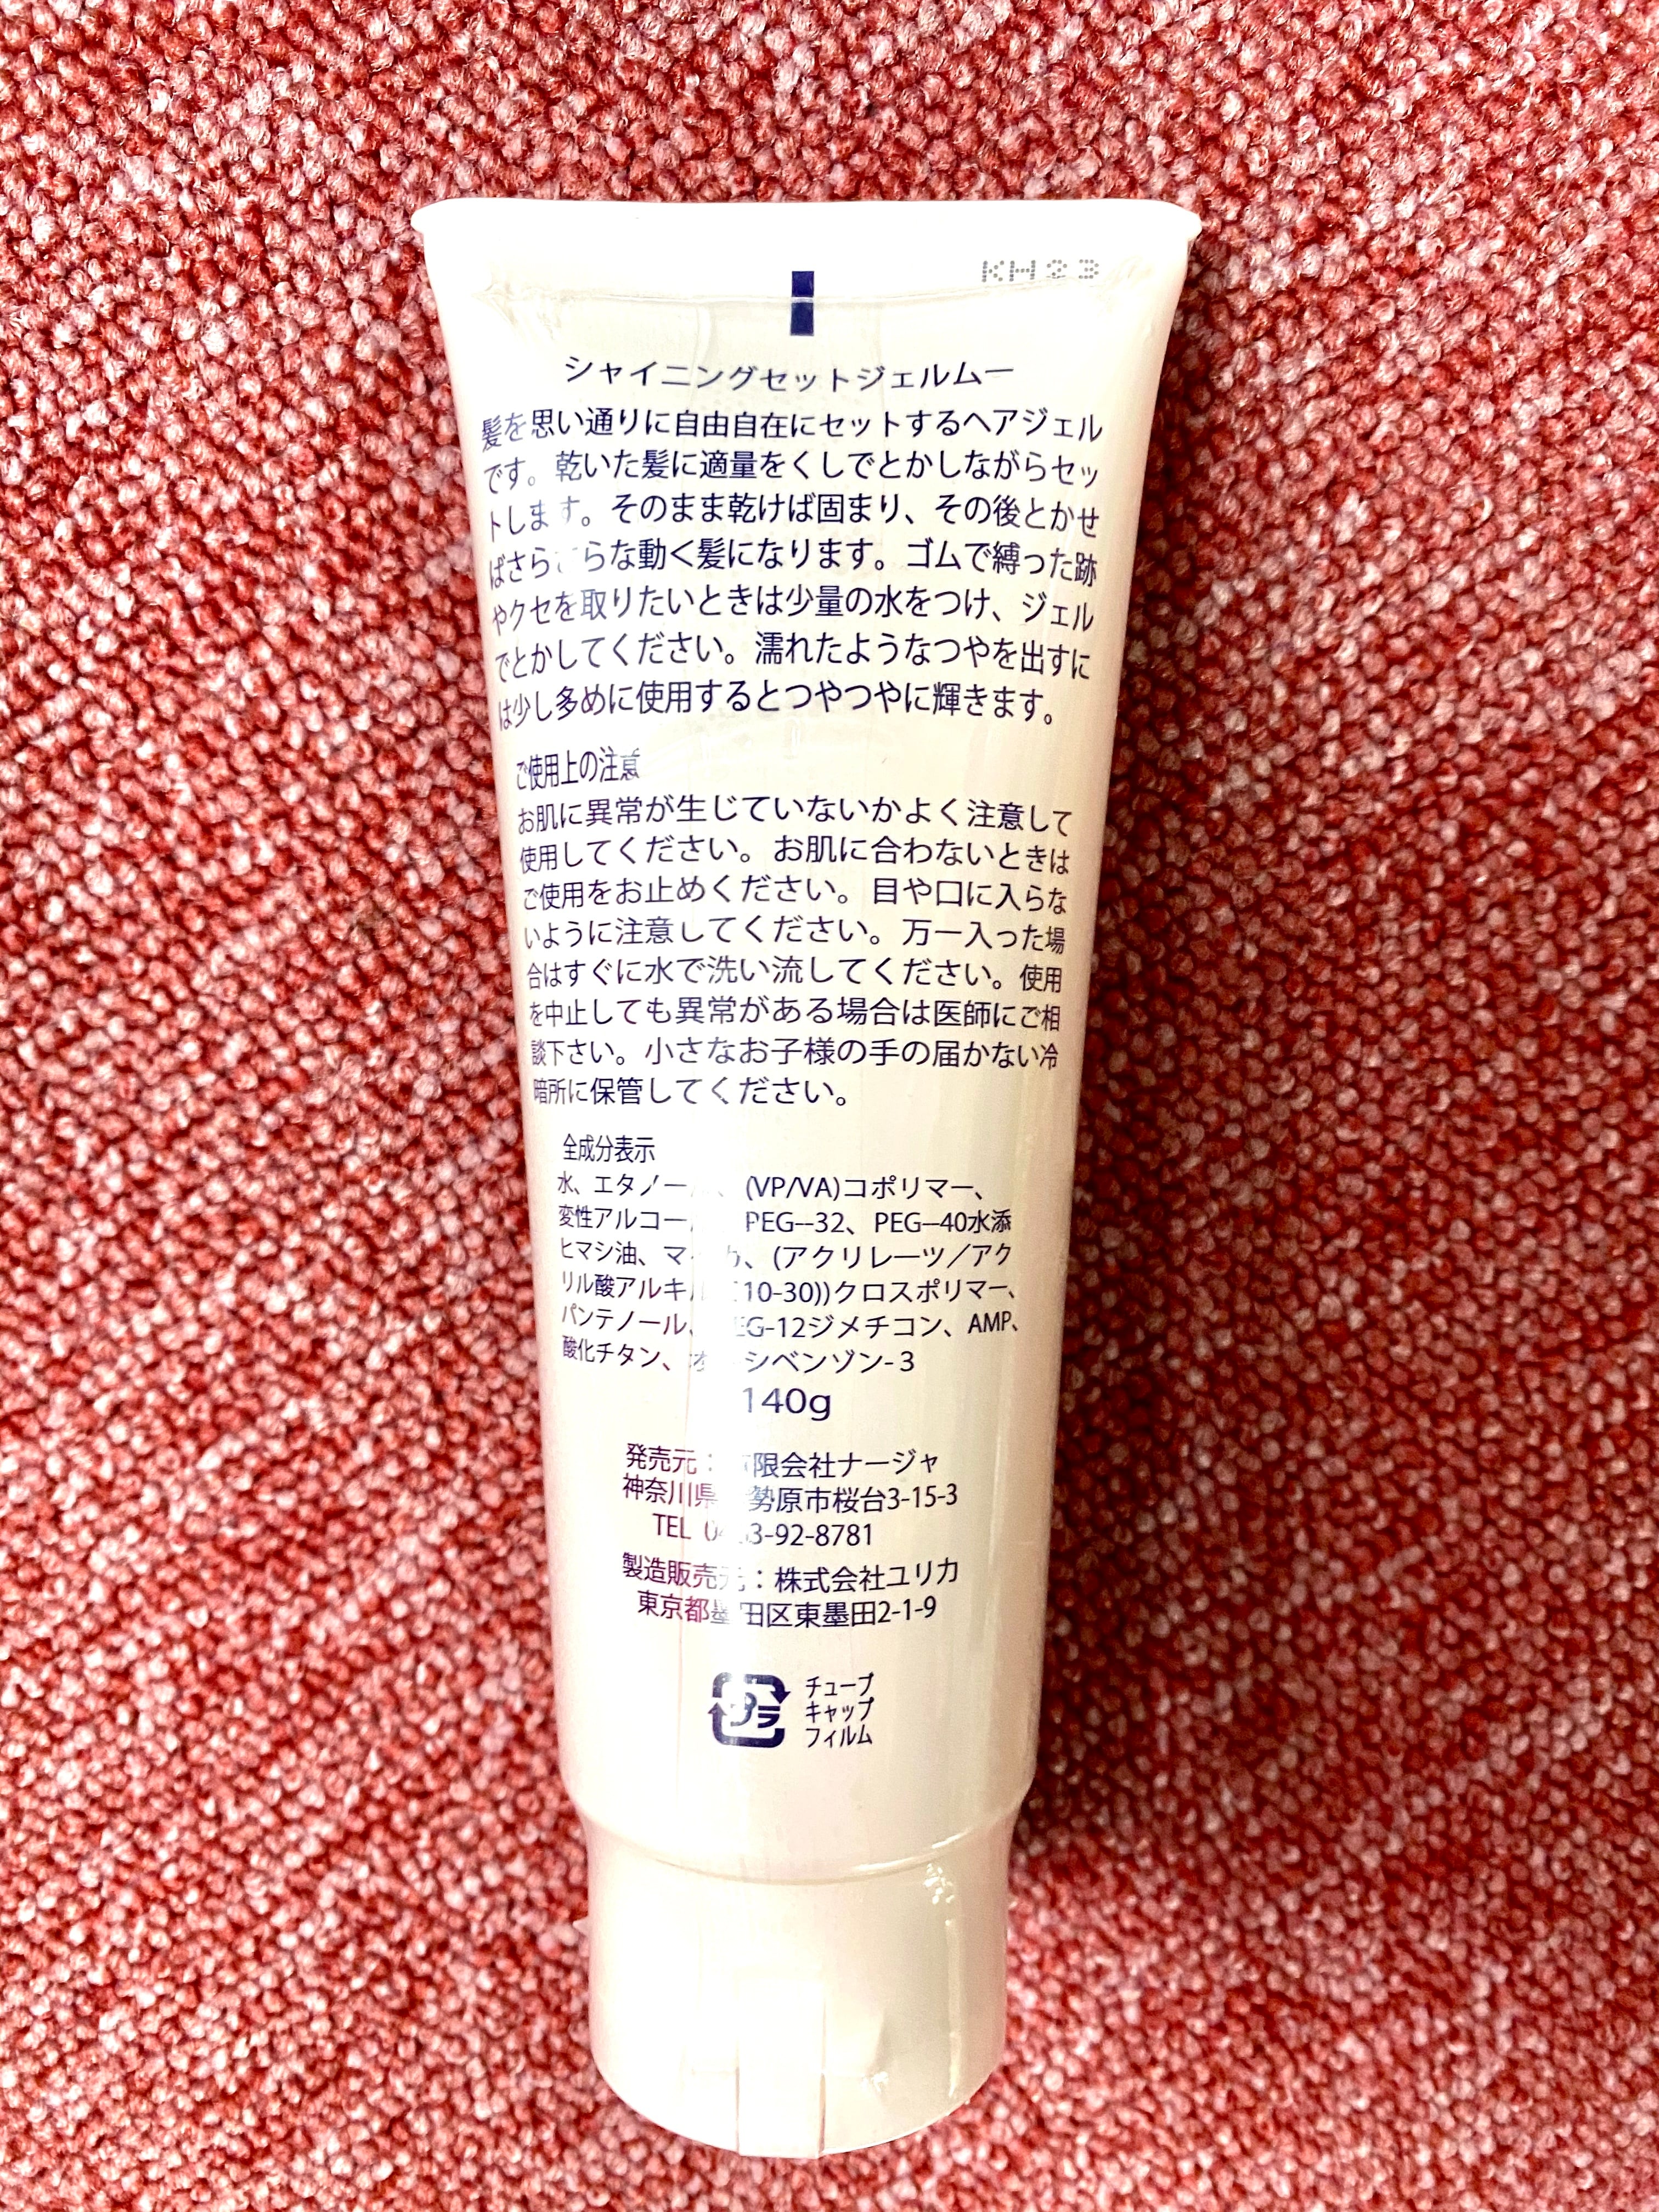 KH33
シャイニングセットジェルムー
髪を思い通りに自由自在にセットするヘアジェル
です。乾いた髪に適量をくしでとかしながらセッ
トします。そのまま乾けば固まり、その後とかせ
ばさらさらな動く髪になります。ゴムで縛った跡
やクセを取りたいときは少量の水をつけ、ジェル
でとかしてください。濡れたようなつやを出すに
は少し多めに使用するとつやつやに輝きます。
ご使用上の注意
お肌に異常が生じていないかよく注意して
使用してください。お肌に合わないときは
ご使用をお止めください。目や口に入らな
いように注意してください。万一入った場
合はすぐに水で洗い流してください。使用
を中止しても異常がある場合は医師にご相
談下さい。小さなお子様の手の届かない冷
暗所に保管してください。
全成分表示
水、エタノール、(VP/VA)コポリマー、
変性アルコール PEG-32、PEG-40水添
ヒマシ油、マイカ、(アクリレーツ／アク
リル酸アルキル 10-30))クロスポリマー、
パンテノール、 EG-12ジメチコン、AMP、
酸化チタン、オキシベンゾン-3
140g
発売元：有限会社ナージャ
神奈川県伊勢原市桜台3-15-3
TEL 3-92-8781
製造販売元：株式会社ユリカ
東京都墨田区東墨田2-1-9
プラ
チューブ
キャップ
フィルム